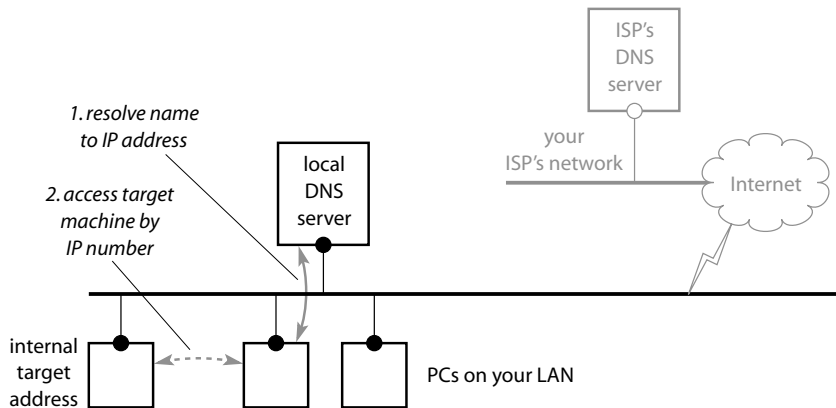 ISP's
DNS
server
1. resolve name
to IP address
your
ISP's network
local
DNS
server
Internet
2. access target
machine by
IP number
internal
target
address
PCs on your LAN